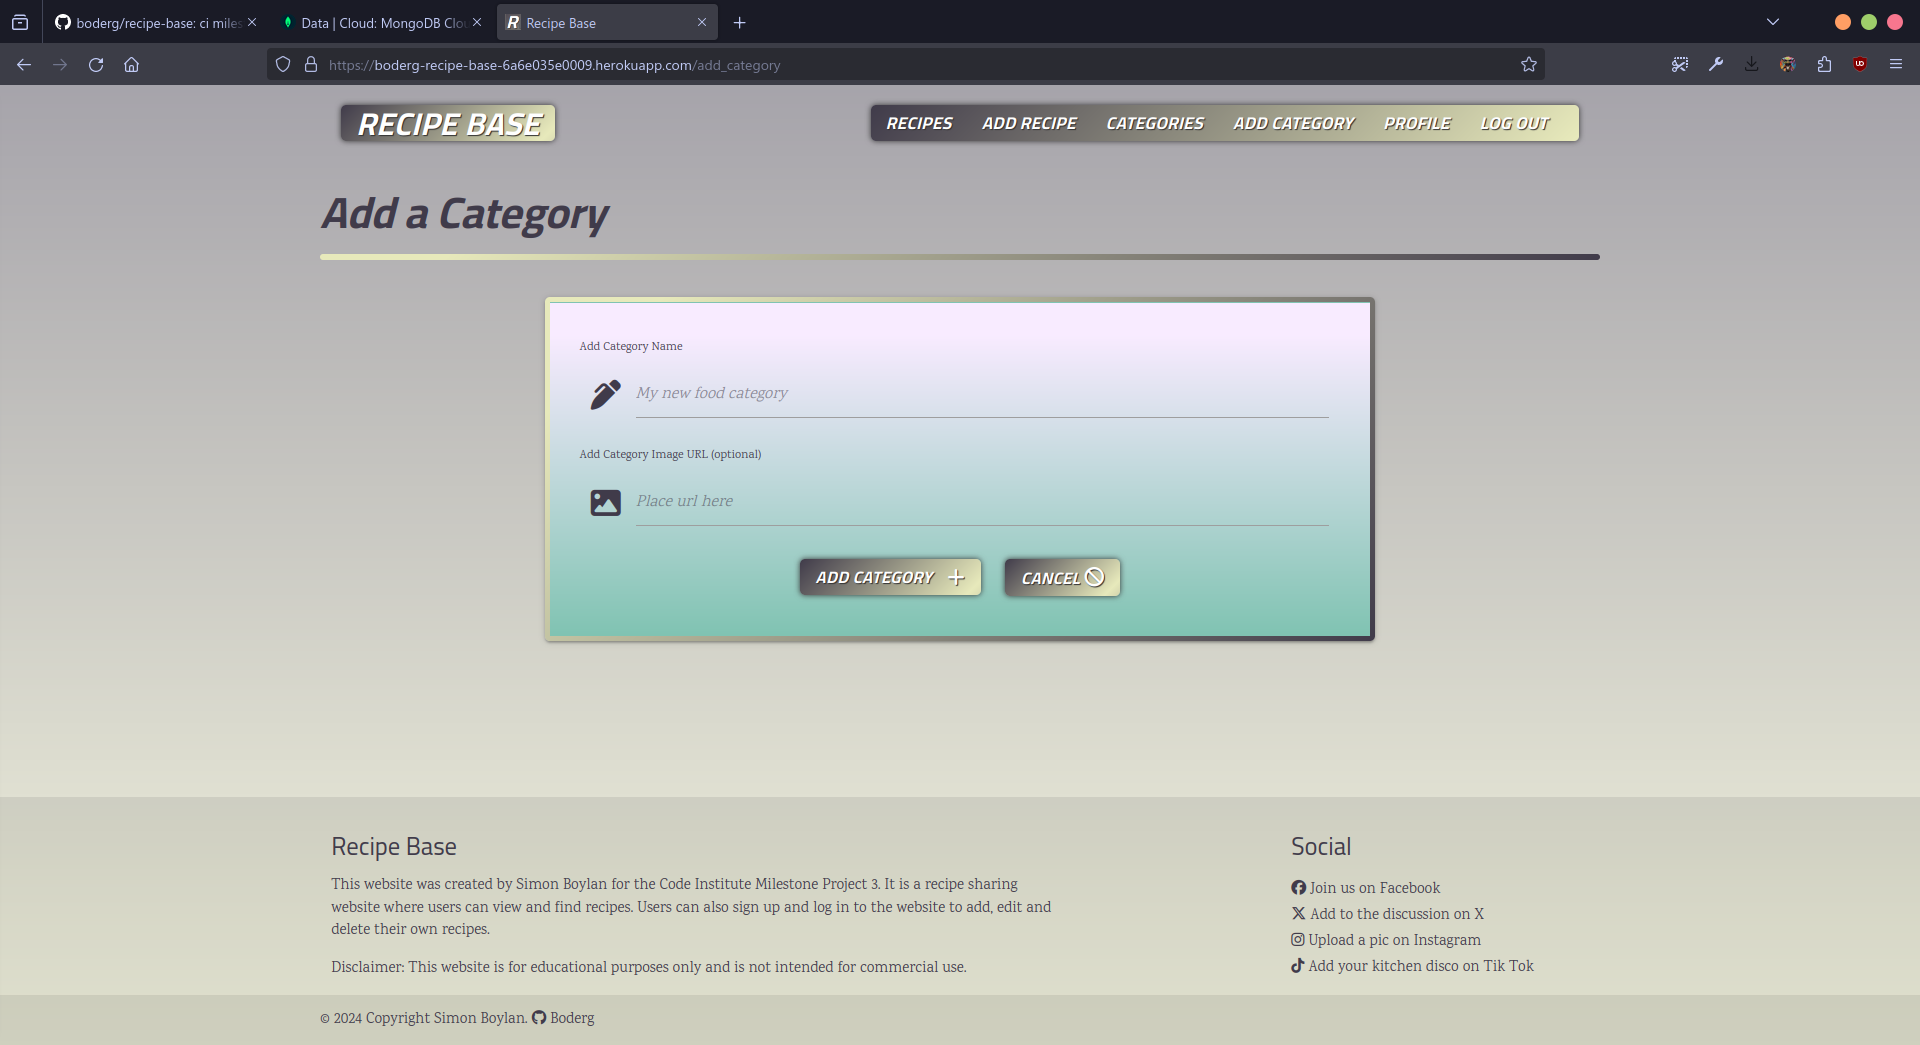 boderg/recipe-base: ci miles
Data | Cloud: MongoDB Clo
Recipe Base
https://boderg-recipe-base-6a6e035e0009.herokuapp.com/add_category
RECIPE BASE
RECIPES ADD RECIPE CATEGORIES ADD CATEGORY PROFILE LOG OUT
Add a Category
Add Category Name
My new food category
Add Category Image URL (optional)
Place url here
ADD CATEGORY
CANCEL
Recipe Base
This website was created by Simon Boylan for the Code Institute Milestone Project 3. It is a recipe sharing
website where users can view and find recipes. Users can also sign up and log in to the website to add, edit and
delete their own recipes.
Disclaimer: This website is for educational purposes only and is not intended for commercial use.
Social
Join us on Facebook
Add to the discussion on X
Upload a pic on Instagram
Add your kitchen disco on Tik Tok
© 2024 Copyright Simon Boylan. Boderg